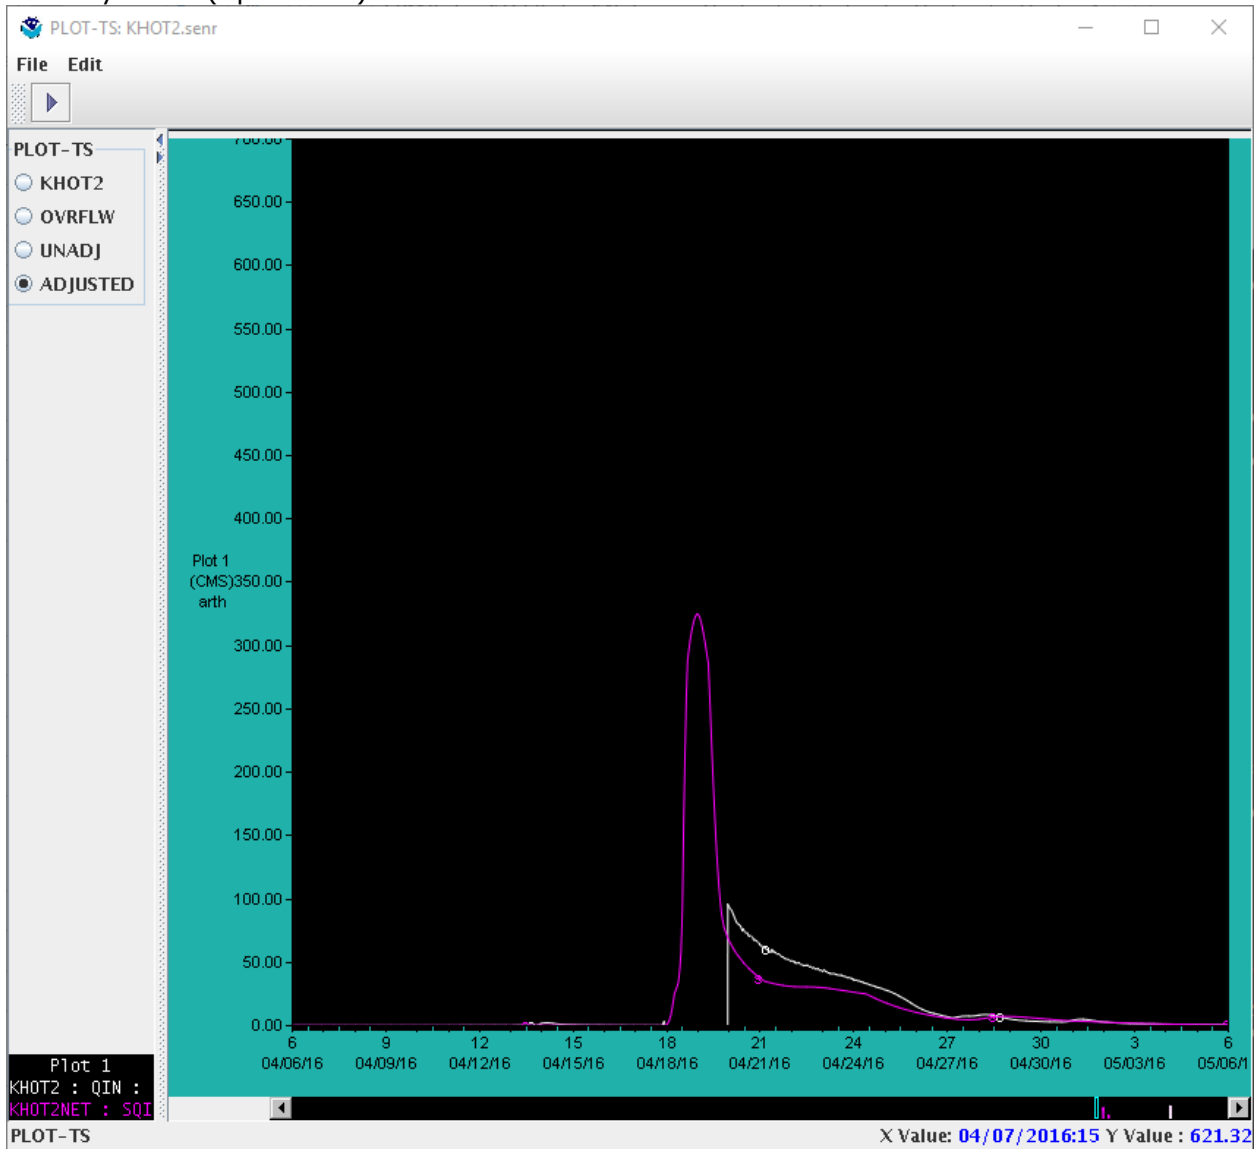 PLOT-TS: KHOT2.senr
File Edit
PLOT-TS
KHOT2
OVRFLW
UNADJ
ADJUSTED
700.00
650.00
600.00
550.00
500.00
450.00
400.00
Plot 1
(CMS)350.00
arth
300.00
250.00
200.00
150.00
100.00
50.00
0.00
6 9 12 15 18 21 24 27 30 3 6
04/06/16 04/09/16 04/12/16 04/15/16 04/18/16 04/21/16 04/24/16 04/27/16 04/30/16 05/03/16 05/06/1
Plot 1
KHOT2 : QIN :
KHOT2NET : SQI
PLOT-TS X Value: 04/07/2016:15 Y Value : 621.32